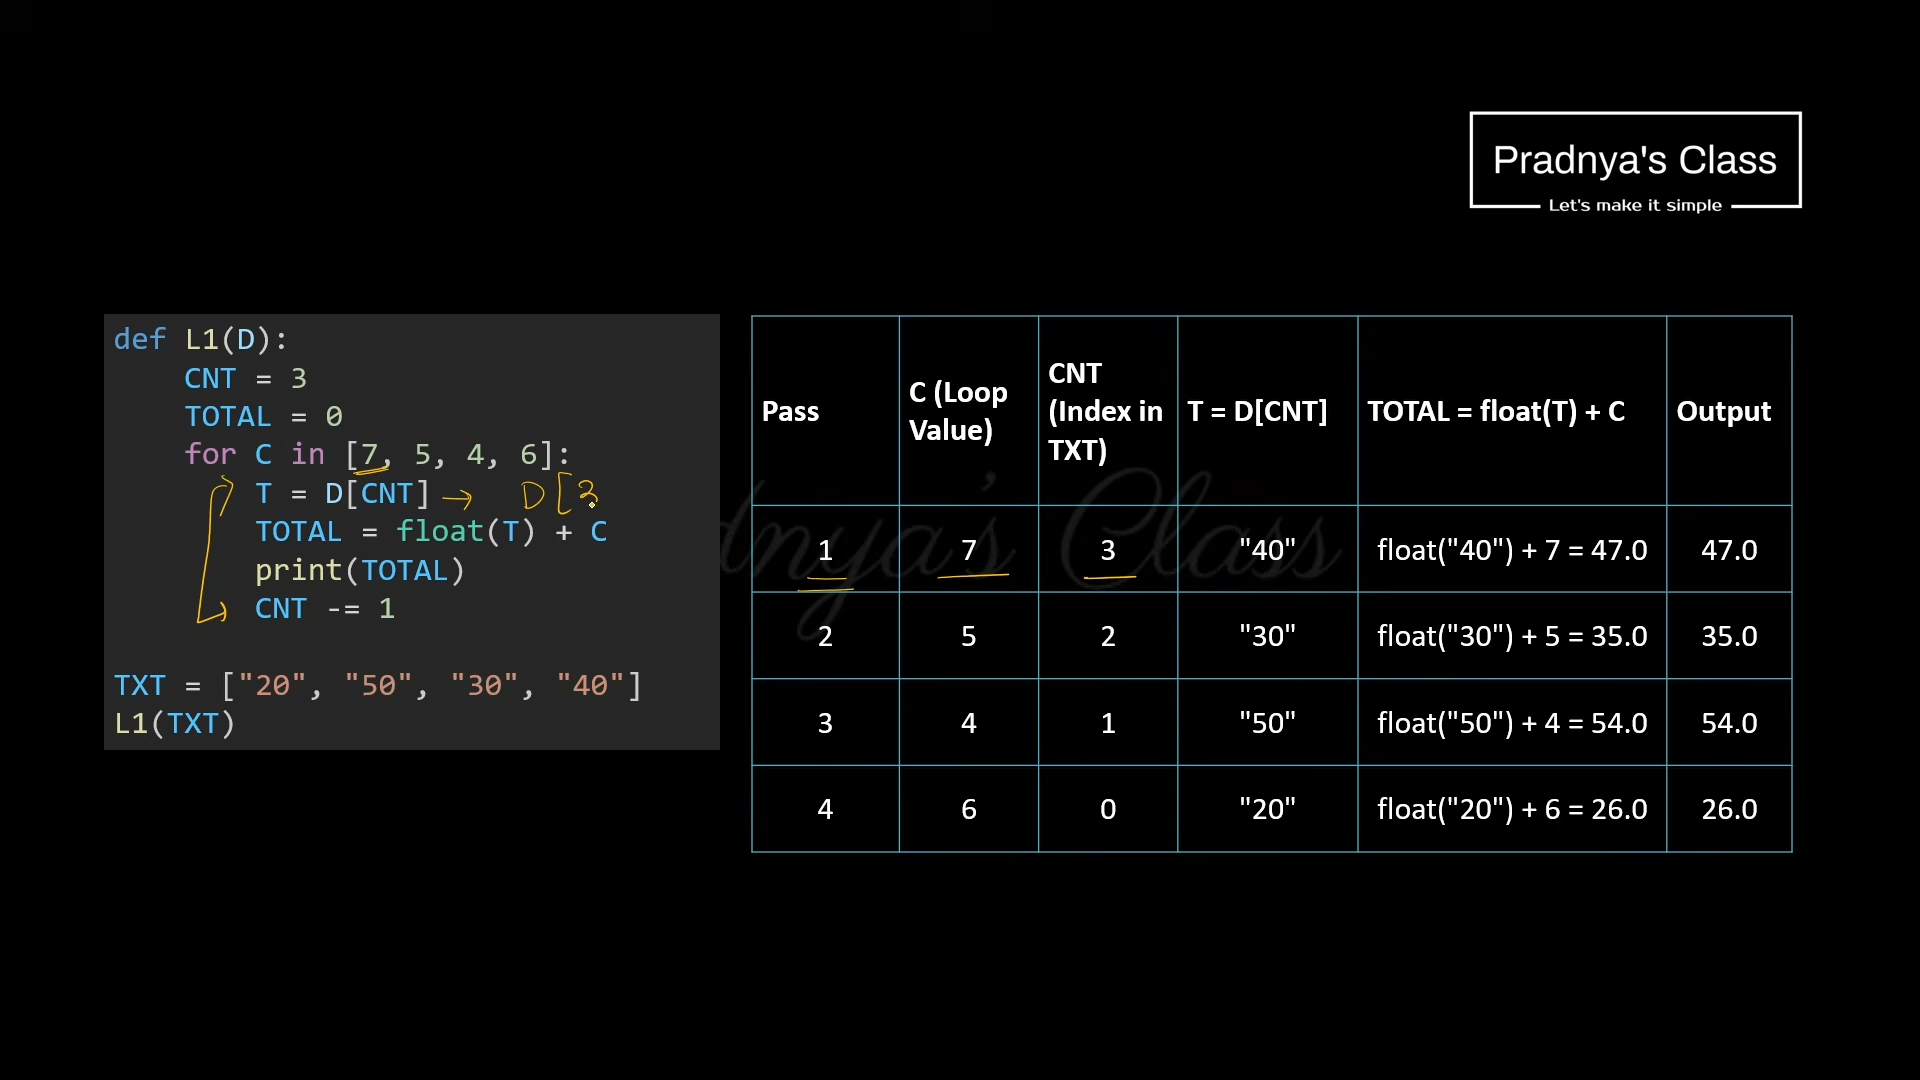 Pradnya's Class
Let's make it simple
def L1(D):
CNT = 3
TOTAL = 0
for C in [7, 5, 4, 6]:
T = D[CNT] → D[3
TOTAL = float(T) + C
print(TOTAL)
CNT -= 1
TXT = ["20", "50", "30", "40"]
L1(TXT)
Pass
C (Loop
Value)
CNT
(Index in
TXT)
T = D[CNT]
TOTAL = float(T) + C
Output
1 7 3 "40" float("40") + 7 = 47.0 47.0
2 5 2 "30" float("30") + 5 = 35.0 35.0
3 4 1 "50" float("50") + 4 = 54.0 54.0
4 6 0 "20" float("20") + 6 = 26.0 26.0
dnya's Class